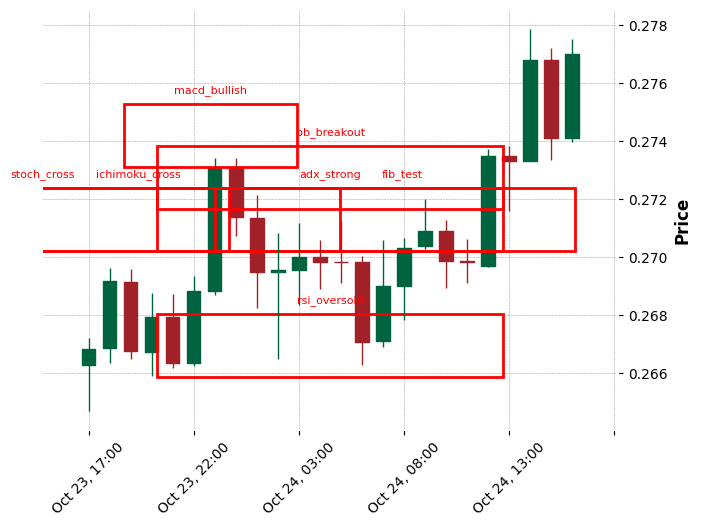 0.278
macd_bullish
0.276
bb_breakout
0.274
stoch_cross ichimoku_cross adx_strong fib_test
0.272
Price
0.270
rsi_oversold
0.268
0.266
Oct 23, 17:00
Oct 23, 22:00
Oct 24, 03:00
Oct 24, 08:00
Oct 24, 13:00